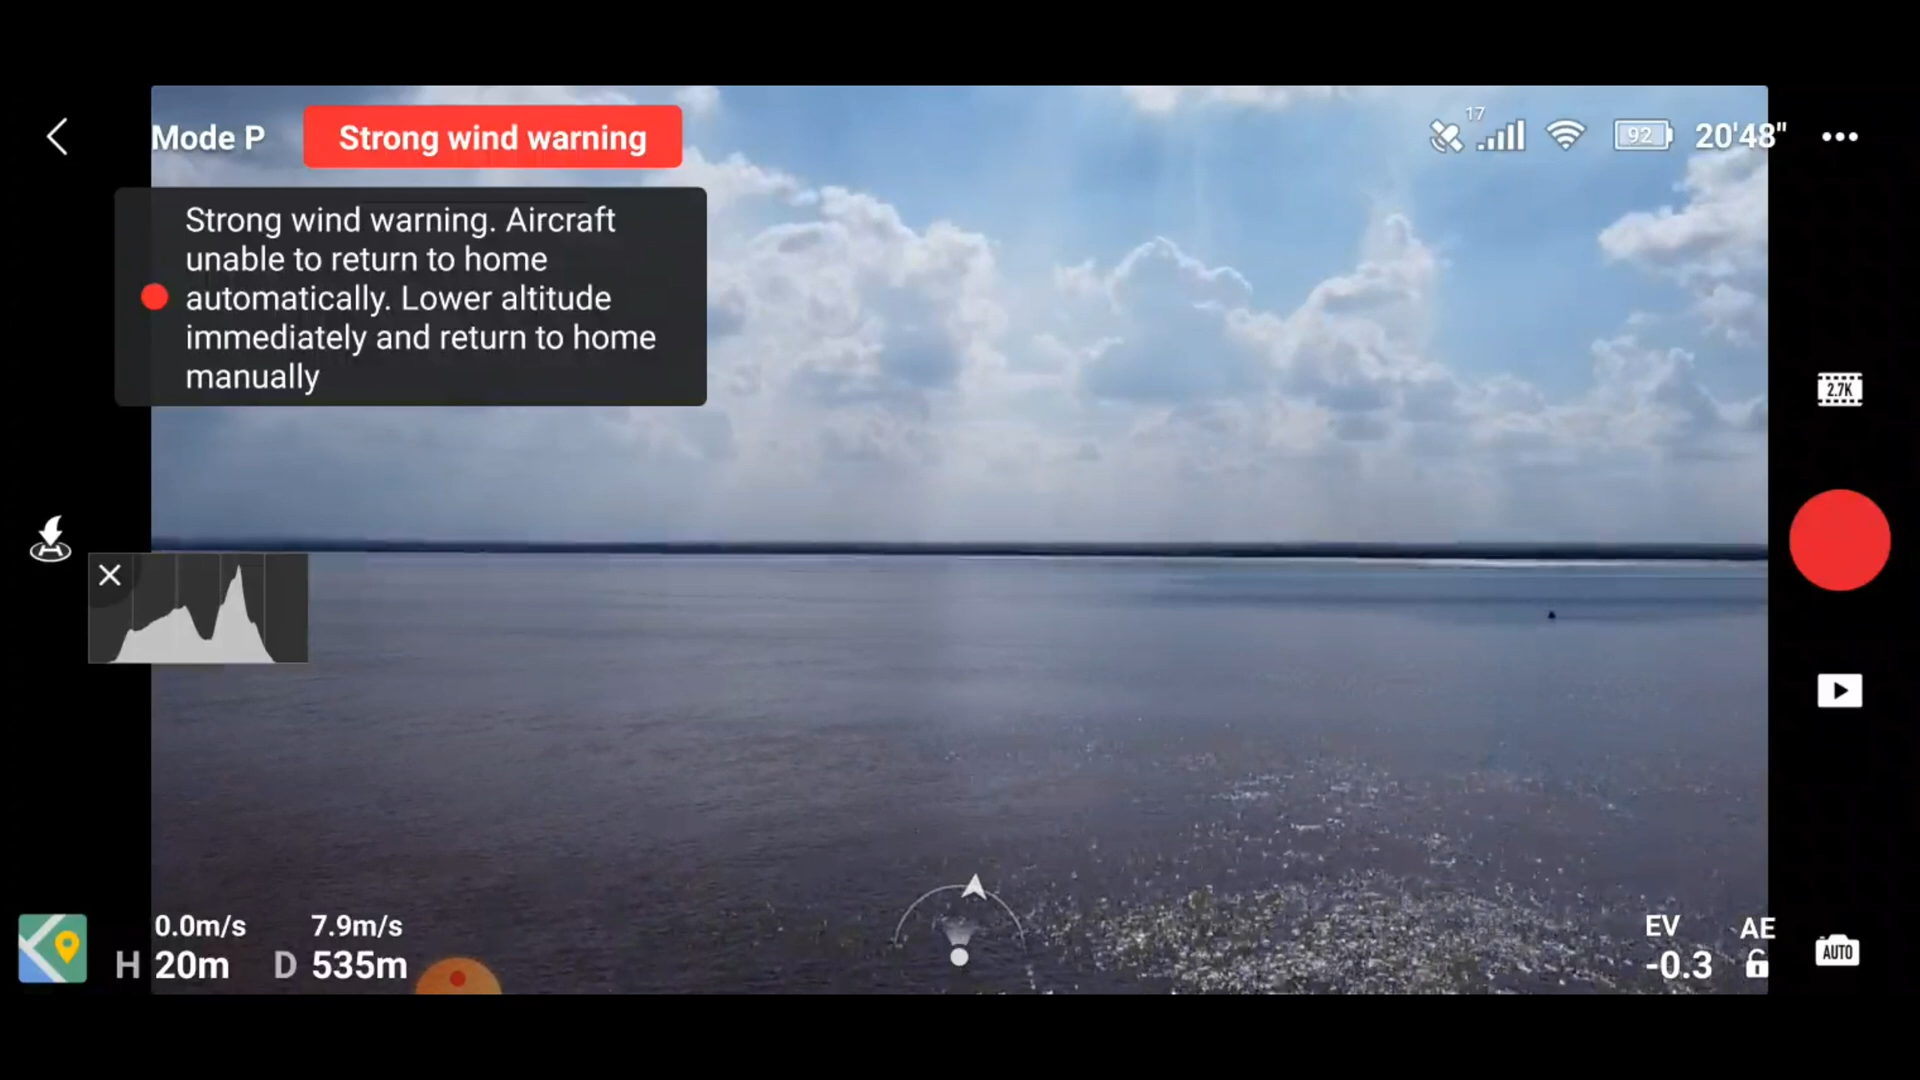 Mode P
Strong wind warning
17
92
20'48"
Strong wind warning. Aircraft
unable to return to home
automatically. Lower altitude
immediately and return to home
manually
2.7K
0.0m/s
7.9m/s
H 20m
D 535m
EV
-0.3
AE
AUTO